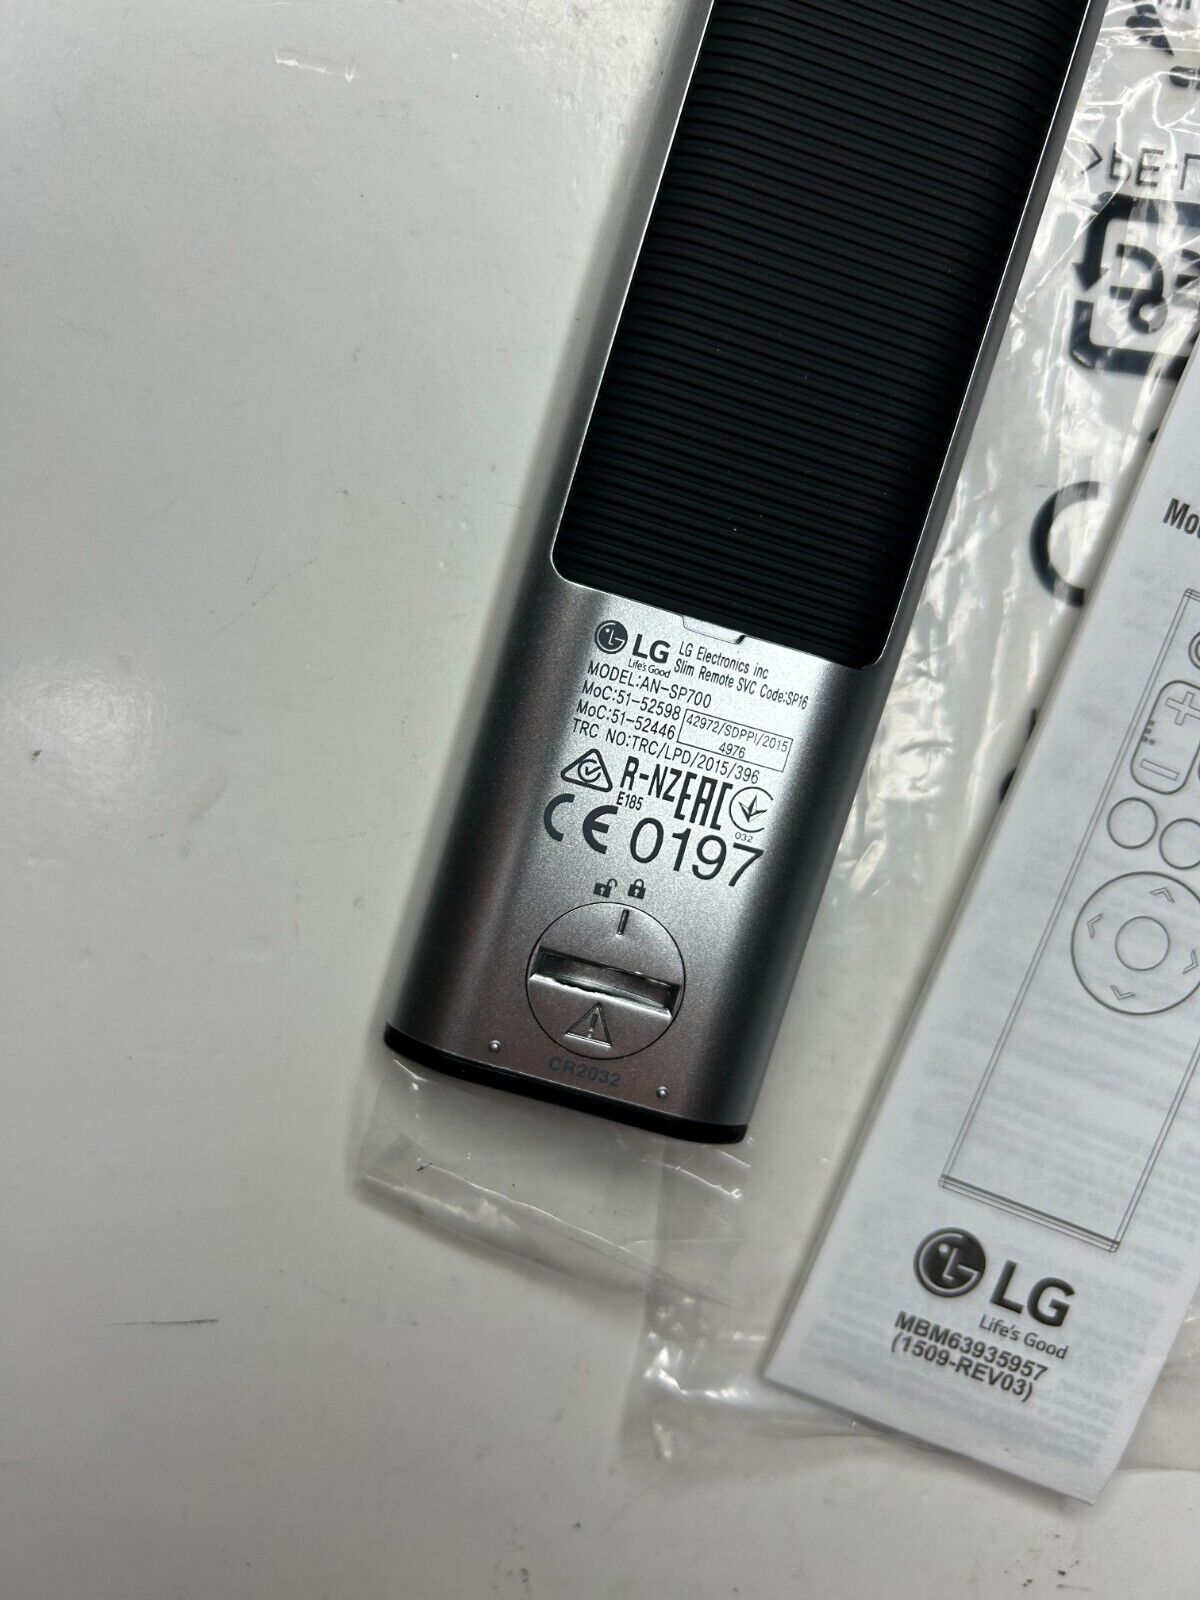 LG
Life's Good
LG Electronics inc
Slim Remote SVC Code:SP16
MODEL:AN-SP700
MoC:51-52598
MoC:51-52446
42972/SDPPI/2015
4976
TRC NO:TRC/LPD/2015/396
R-NZ EAC
E185
032
CE 0197
CR2032
>PE-
Mo
LG
Life's Good
MBM63935957
(1509-REV03)